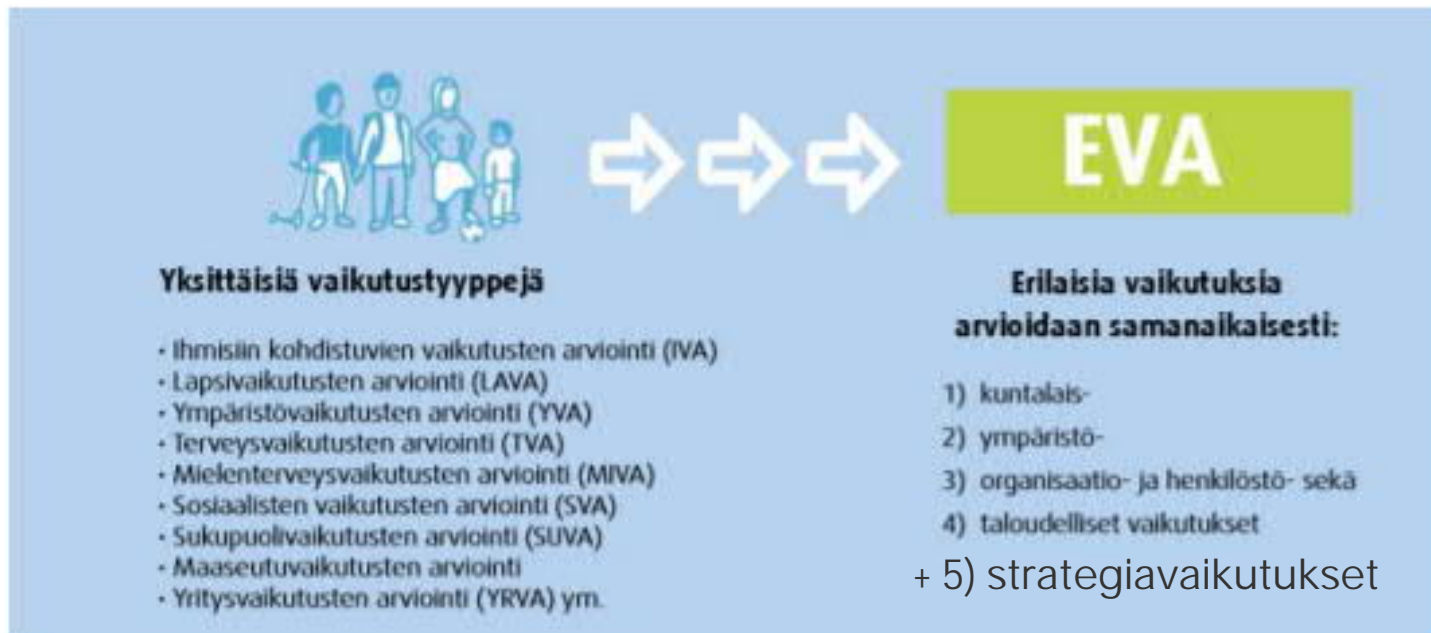 EVA
Yksittäisiä vaikutustyyppejä
• Ihmisiin kohdistuvien vaikutusten arviointi (IVA)
• Lapsivaikutusten arviointi (LAVA)
• Ympäristövaikutusten arviointi (YVA)
• Terveysvaikutusten arviointi (TVA)
• Mielenterveysvaikutusten arviointi (MIVA)
• Sosiaalisten vaikutusten arviointi (SVA)
• Sukupuolivaikutusten arviointi (SUVA)
• Maaseutuvaikutusten arviointi
• Yritysvaikutusten arviointi (YRVA) ym.
Erilaisia vaikutuksia
arvioidaan samanaikaisesti:
1) kuntalais-
2) ympäristö-
3) organisaatio- ja henkilöstö- sekä
4) taloudelliset vaikutukset
+ 5) strategiavaikutukset